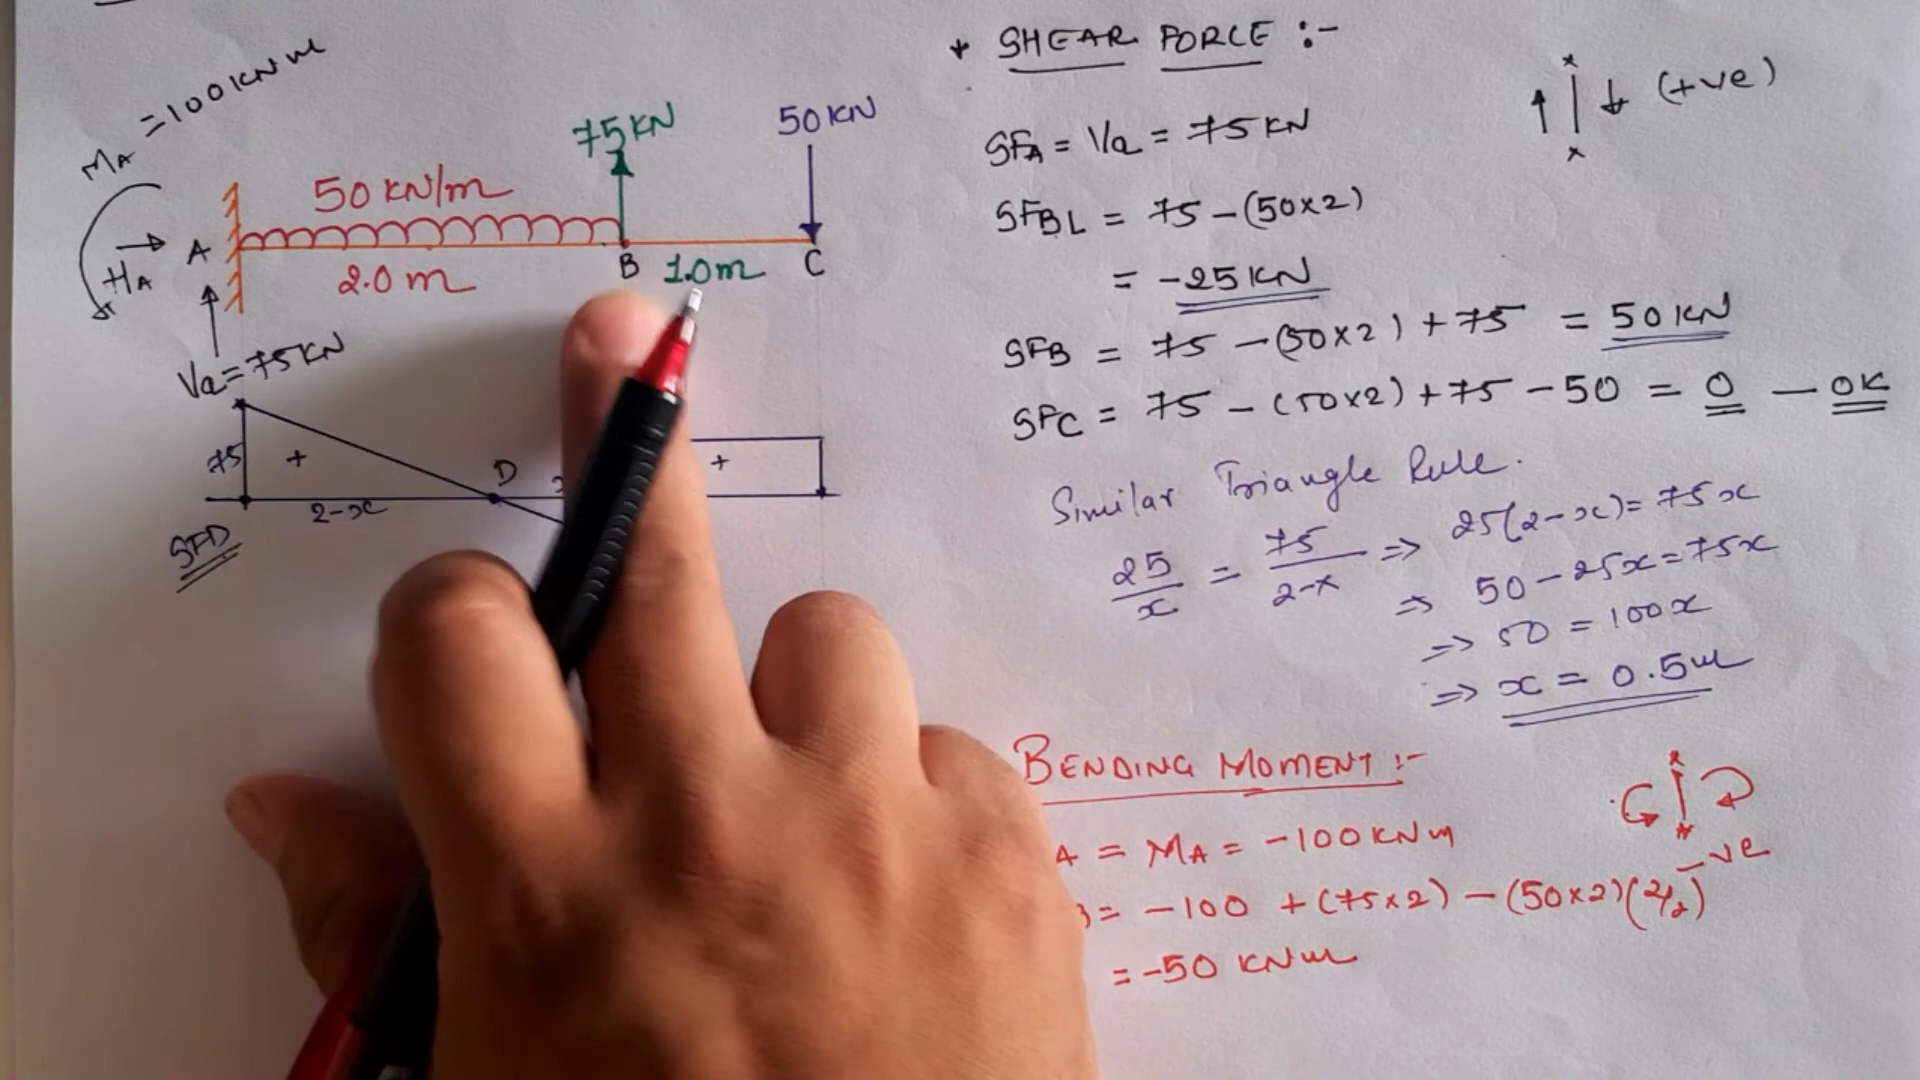 MA = 100 KNm
75 KN
50 KN
50 KN/m
A
HA
2.0 m
B
1.0m
C
Va = 75 KN
75
+
D
+
2-x
SFD
* SHEAR FORCE :-
(+ve)
SFA = Va = 75 KN
SFBL = 75 - (50x2)
= -25 KN
SFB = 75 - (50x2) + 75 = 50 KN
SFC = 75 - (50x2) + 75 - 50 = 0 - OK
Similar Triangle Rule.
25/x = 75/2-x => 25(2-x) = 75x
=> 50 - 25x = 75x
=> 50 = 100x
=> x = 0.5m
BENDING MOMENT :-
-ve
A = MA = -100 KNm
= -100 + (75x2) - (50x2)(2/2)
= -50 KNm